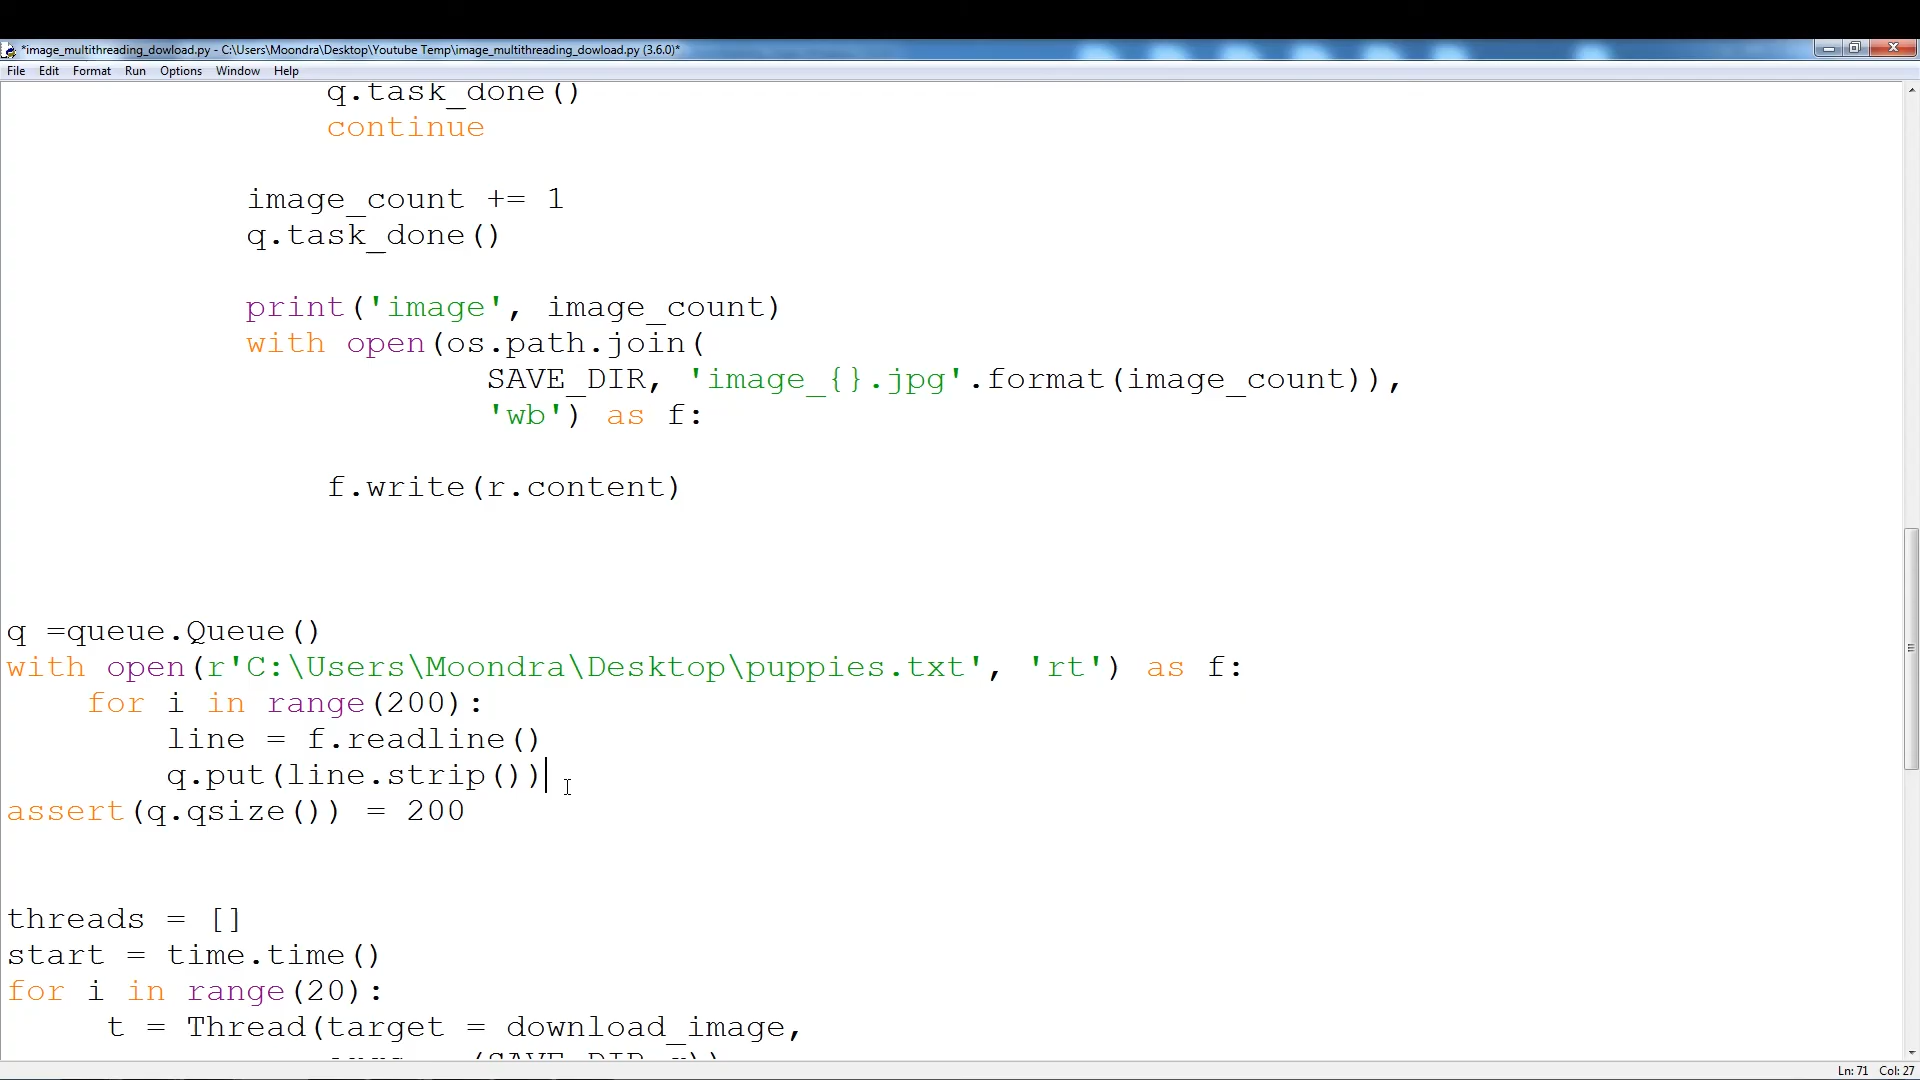 *image_multithreading_dowload.py - C:\Users\Moondra\Desktop\Youtube Temp\image_multithreading_dowload.py (3.6.0)*
File Edit Format Run Options Window Help
q.task_done()
continue
image_count += 1
q.task_done()
print('image', image_count)
with open(os.path.join(
SAVE_DIR, 'image_{}.jpg'.format(image_count)),
'wb') as f:
f.write(r.content)
q =queue.Queue()
with open(r'C:\Users\Moondra\Desktop\puppies.txt', 'rt') as f:
for i in range(200):
line = f.readline()
q.put(line.strip())
assert(q.qsize()) = 200
threads = []
start = time.time()
for i in range(20):
t = Thread(target = download_image,
Ln: 71 Col: 27